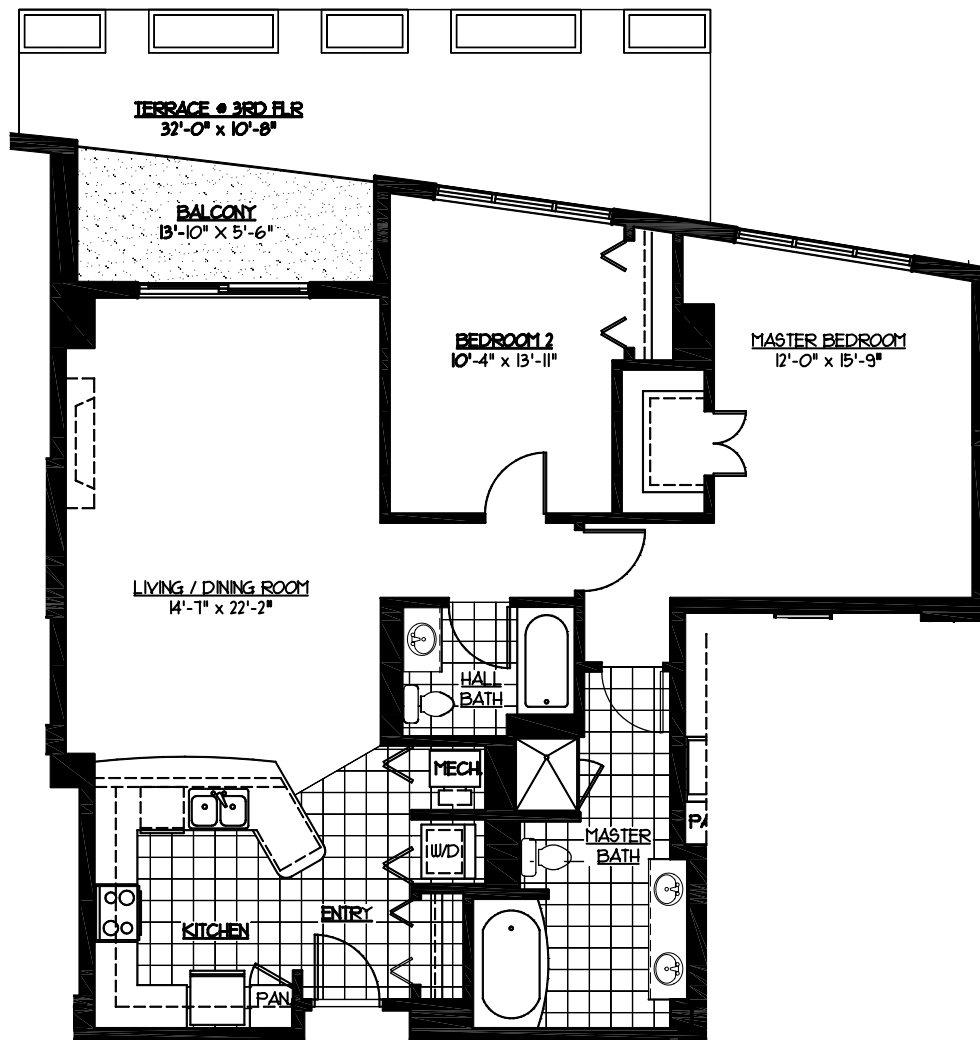 TERRACE @ 3RD FLR
32'-0" x 10'-8"
BALCONY
13'-10" X 5'-6"
BEDROOM 2
10'-4" x 13'-11"
MASTER BEDROOM
12'-0" x 15'-9"
LIVING / DINING ROOM
14'-7" x 22'-2"
HALL
BATH
MECH.
W/D
MASTER
BATH
PA
ENTRY
KITCHEN
PAN.